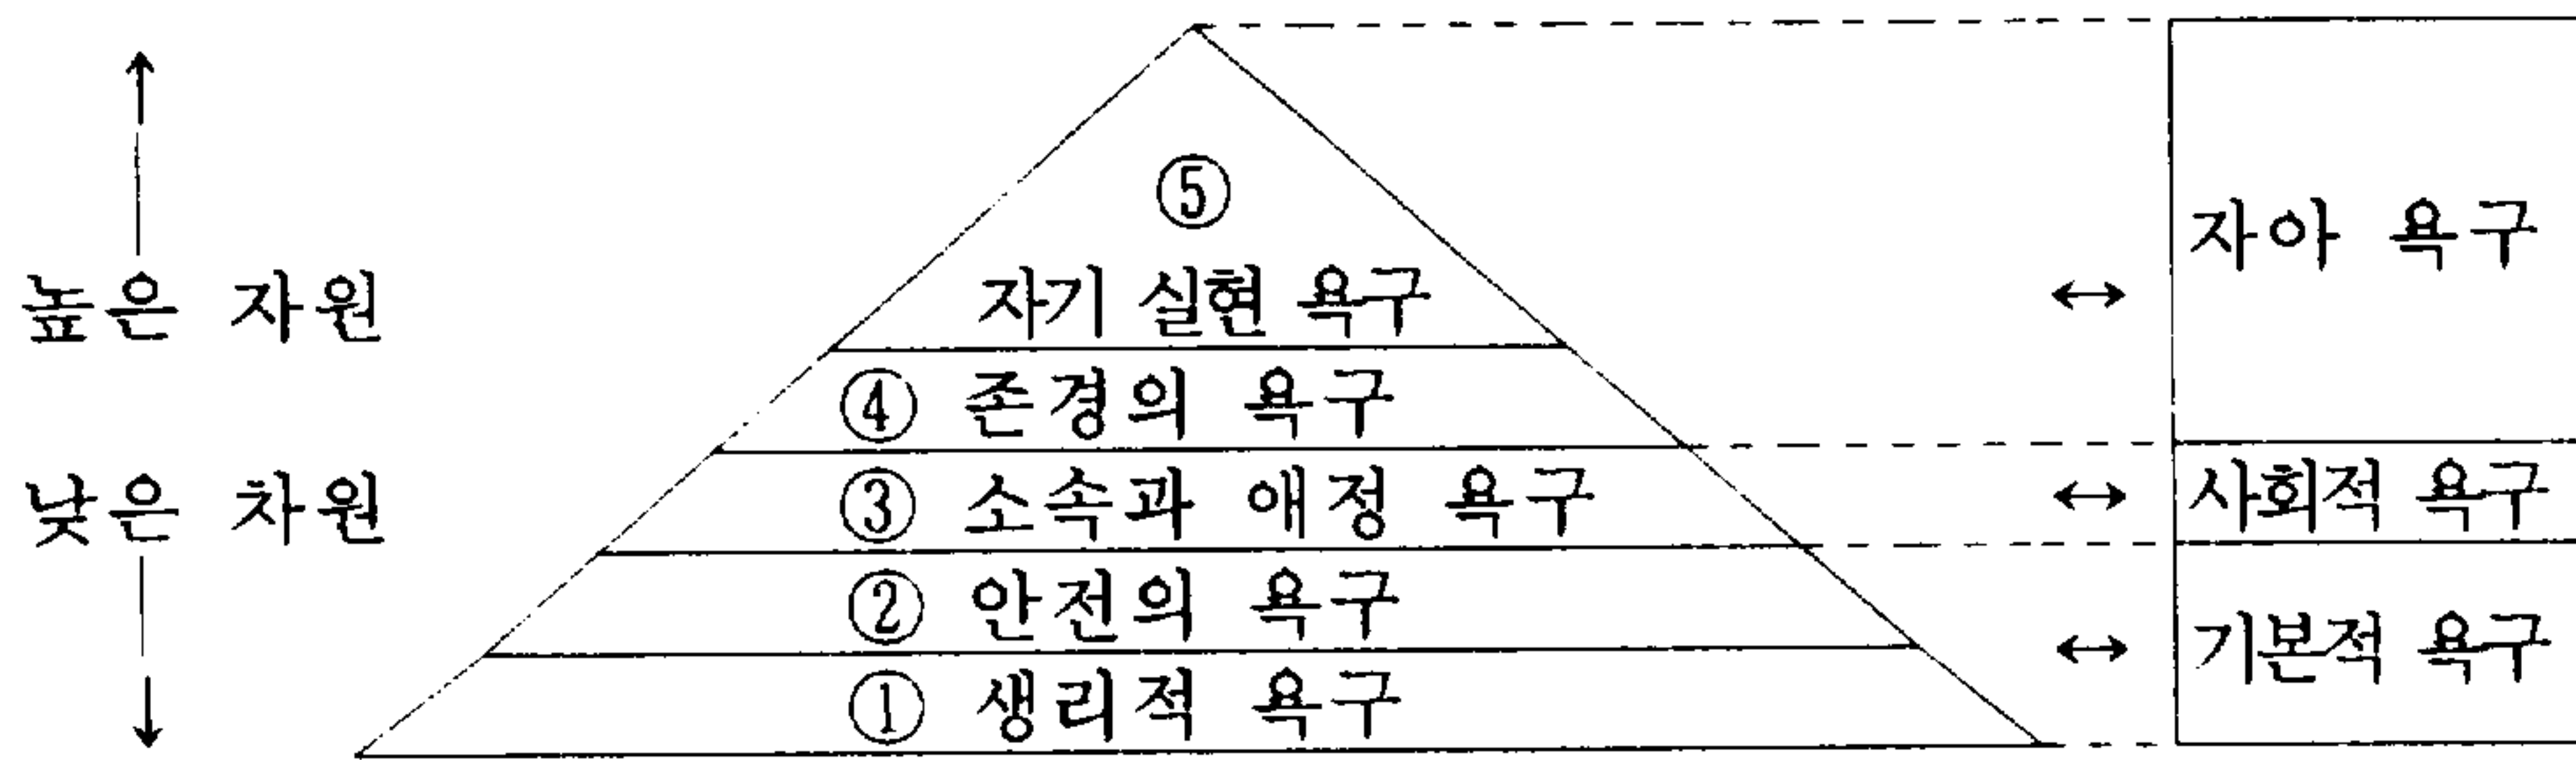 ⑤
자아 욕구
높은 자원
자기 실현 욕구
↔
④ 존경의 욕구
낮은 차원
③ 소속과 애정 욕구
↔ 사회적 욕구
② 안전의 욕구
↔ 기본적 욕구
① 생리적 욕구